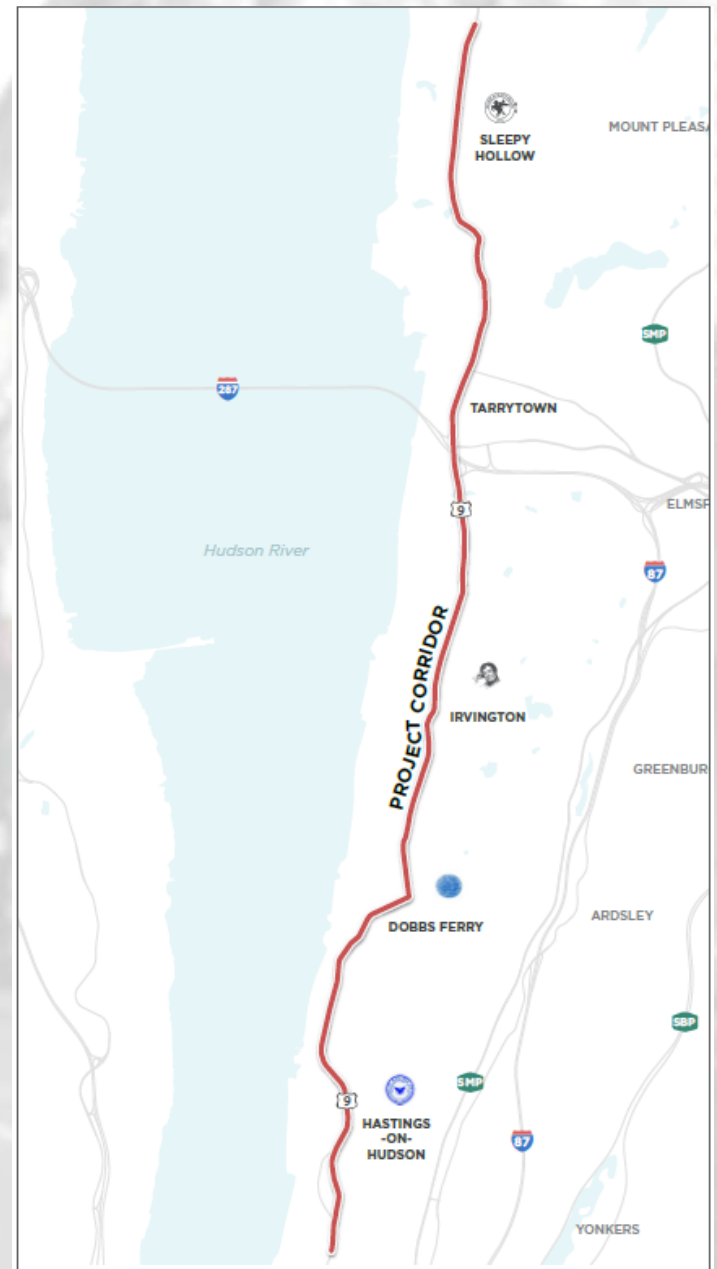 SLEEPY
HOLLOW
MOUNT PLEASA
SMP
287
TARRYTOWN
ELMSF
9
Hudson River
87
PROJECT CORRIDOR
IRVINGTON
GREENBUR
DOBBS FERRY
ARDSLEY
SBP
SMP
9
HASTINGS
-ON-
HUDSON
87
YONKERS